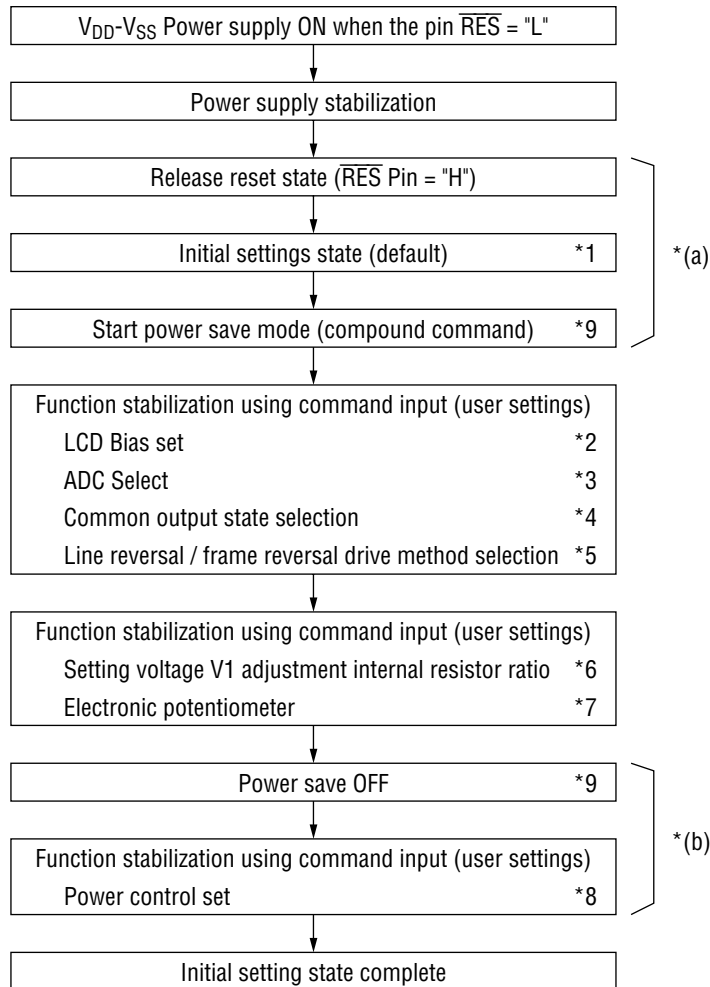 VDD-VSS Power supply ON when the pin R̅E̅S̅ = "L"
Power supply stabilization
Release reset state (R̅E̅S̅ Pin = "H")
Initial settings state (default) *1
*(a)
Start power save mode (compound command) *9
Function stabilization using command input (user settings)
LCD Bias set *2
ADC Select *3
Common output state selection *4
Line reversal / frame reversal drive method selection *5
Function stabilization using command input (user settings)
Setting voltage V1 adjustment internal resistor ratio *6
Electronic potentiometer *7
Power save OFF *9
*(b)
Function stabilization using command input (user settings)
Power control set *8
Initial setting state complete